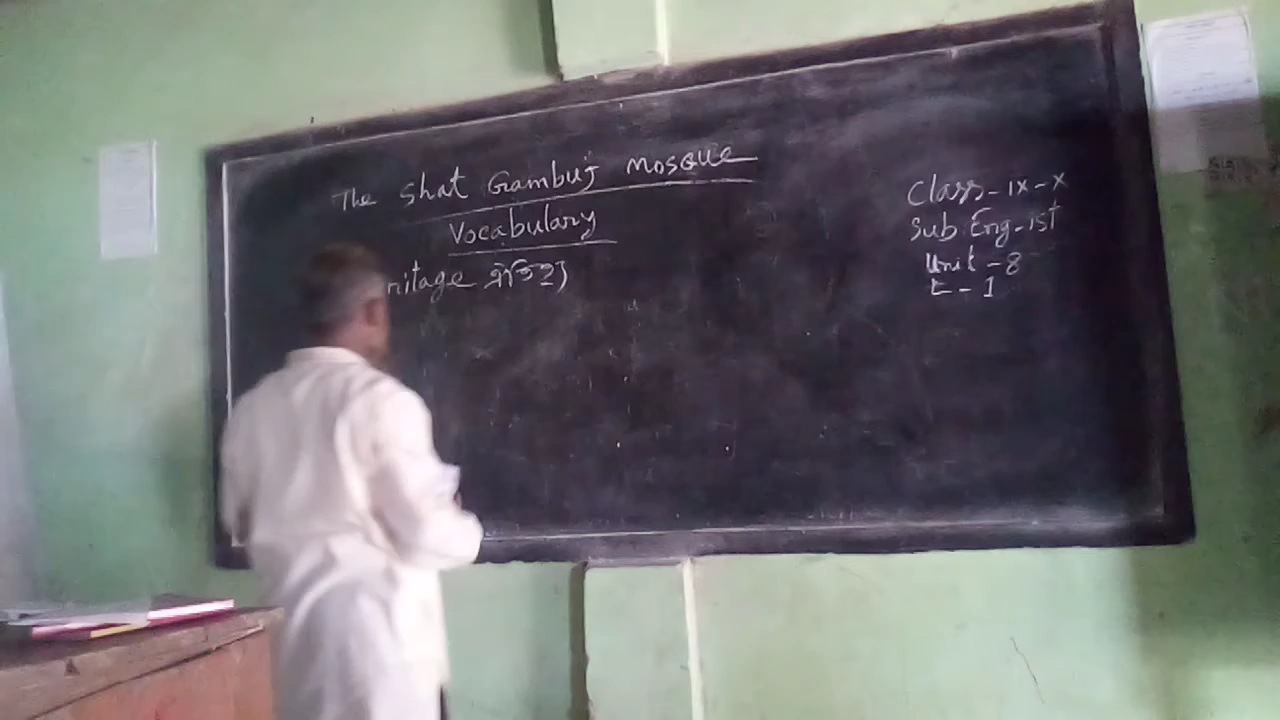 The Shat Gambuj Mosque
Vocabulary
ritage ঐতিহ্য
Class - IX - X
Sub: Eng - 1st
Unit - 8
L - 1